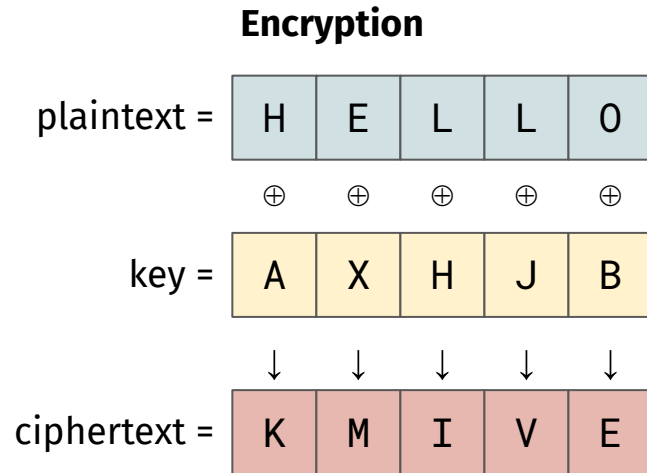 Encryption
plaintext = H E L L O
⊕ ⊕ ⊕ ⊕ ⊕
key = A X H J B
↓ ↓ ↓ ↓ ↓
ciphertext = K M I V E